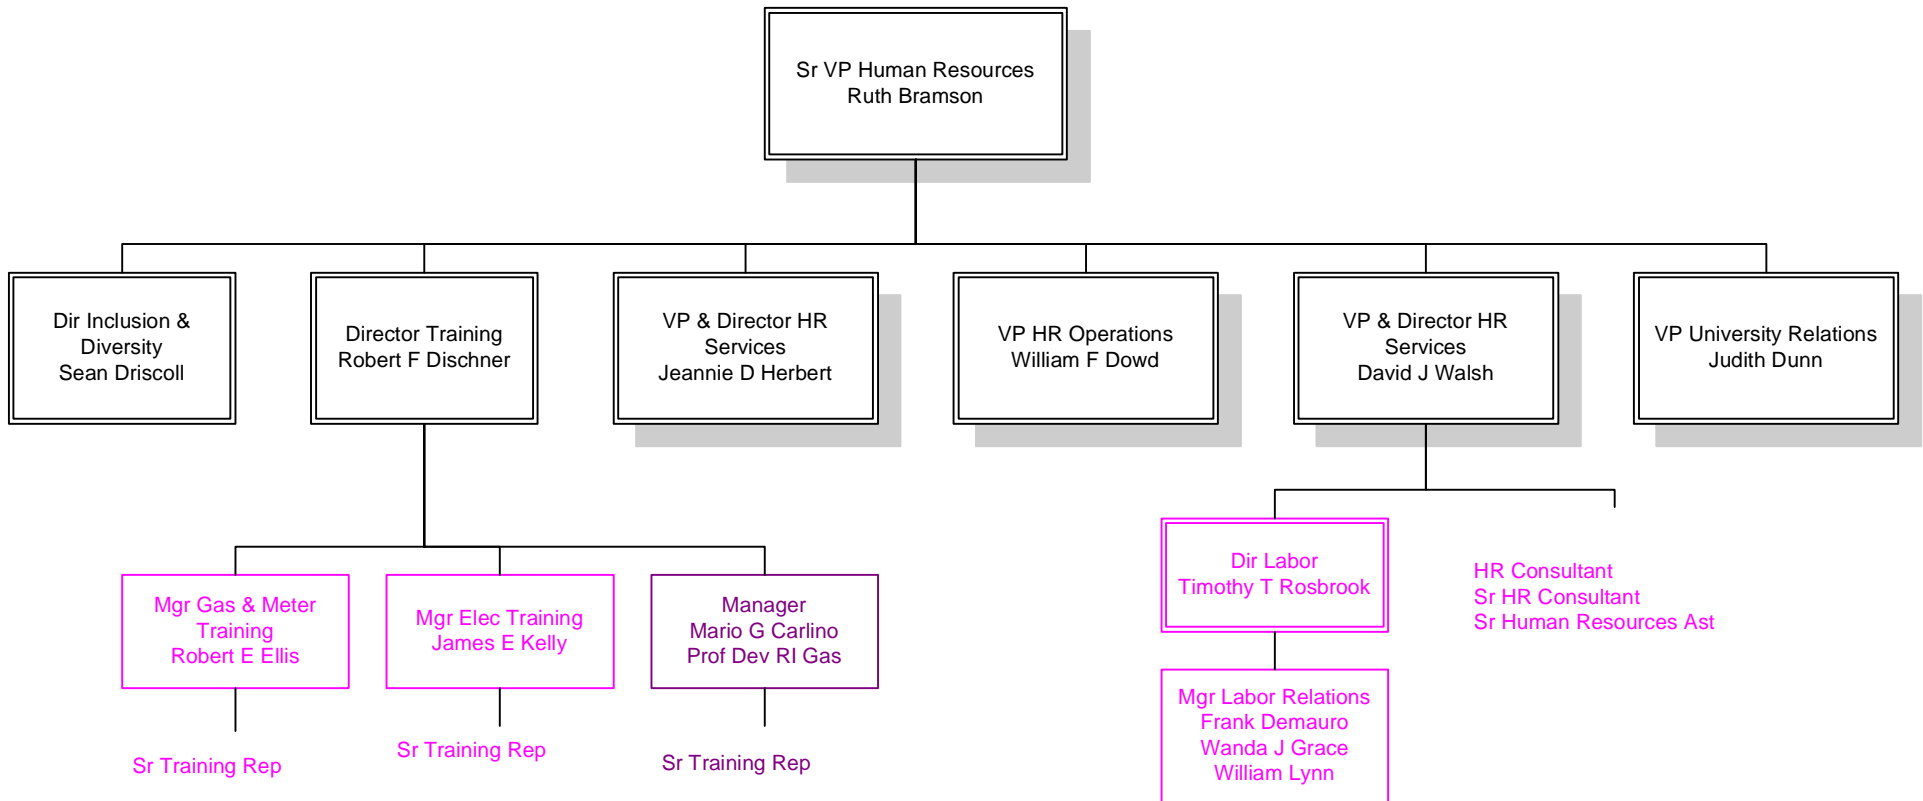 Sr VP Human Resources
Ruth Bramson
Dir Inclusion &
Diversity
Sean Driscoll
Director Training
Robert F Dischner
VP & Director HR
Services
Jeannie D Herbert
VP HR Operations
William F Dowd
VP & Director HR
Services
David J Walsh
VP University Relations
Judith Dunn
Mgr Gas & Meter
Training
Robert E Ellis
Mgr Elec Training
James E Kelly
Manager
Mario G Carlino
Prof Dev RI Gas
Dir Labor
Timothy T Rosbrook
HR Consultant
Sr HR Consultant
Sr Human Resources Ast
Sr Training Rep
Sr Training Rep
Sr Training Rep
Mgr Labor Relations
Frank Demauro
Wanda J Grace
William Lynn